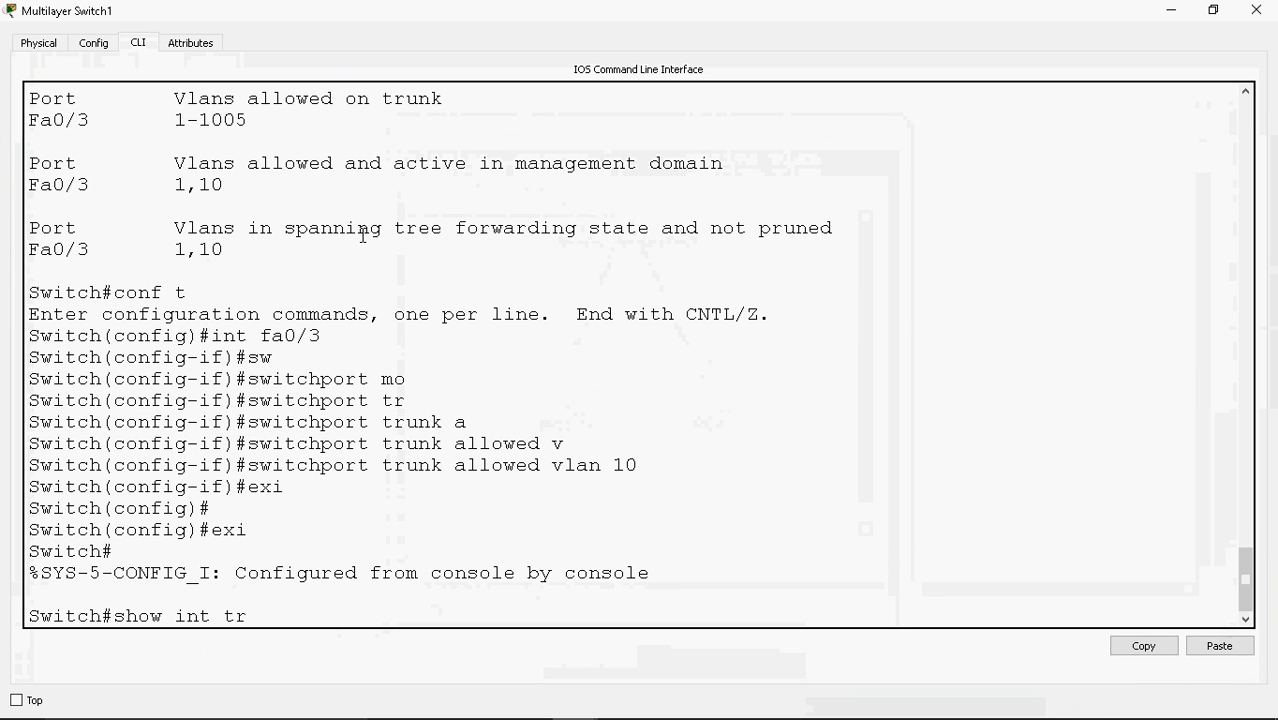 Multilayer Switch1
Physical Config CLI Attributes
IOS Command Line Interface
Port Vlans allowed on trunk
Fa0/3 1-1005
Port Vlans allowed and active in management domain
Fa0/3 1,10
Port Vlans in spanning tree forwarding state and not pruned
Fa0/3 1,10
Switch#conf t
Enter configuration commands, one per line. End with CNTL/Z.
Switch(config)#int fa0/3
Switch(config-if)#sw
Switch(config-if)#switchport mo
Switch(config-if)#switchport tr
Switch(config-if)#switchport trunk a
Switch(config-if)#switchport trunk allowed v
Switch(config-if)#switchport trunk allowed vlan 10
Switch(config-if)#exi
Switch(config)#
Switch(config)#exi
Switch#
%SYS-5-CONFIG_I: Configured from console by console
Switch#show int tr
Copy Paste
Top